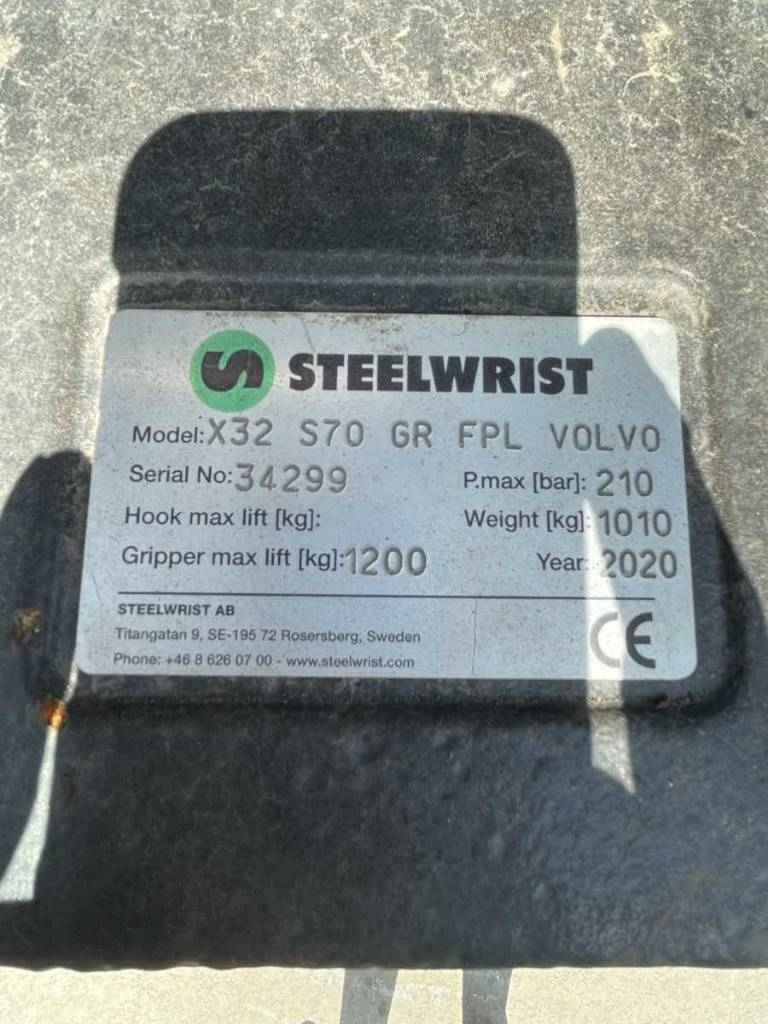 STEELWRIST
Model: X32 S70 GR FPL VOLVO
Serial No: 34299 P.max [bar]: 210
Hook max lift [kg]: Weight [kg]: 1010
Gripper max lift [kg]: 1200 Year: 2020
STEELWRIST AB
Titangatan 9, SE-195 72 Rosersberg, Sweden
Phone: +46 8 626 07 00 - www.steelwrist.com
CE